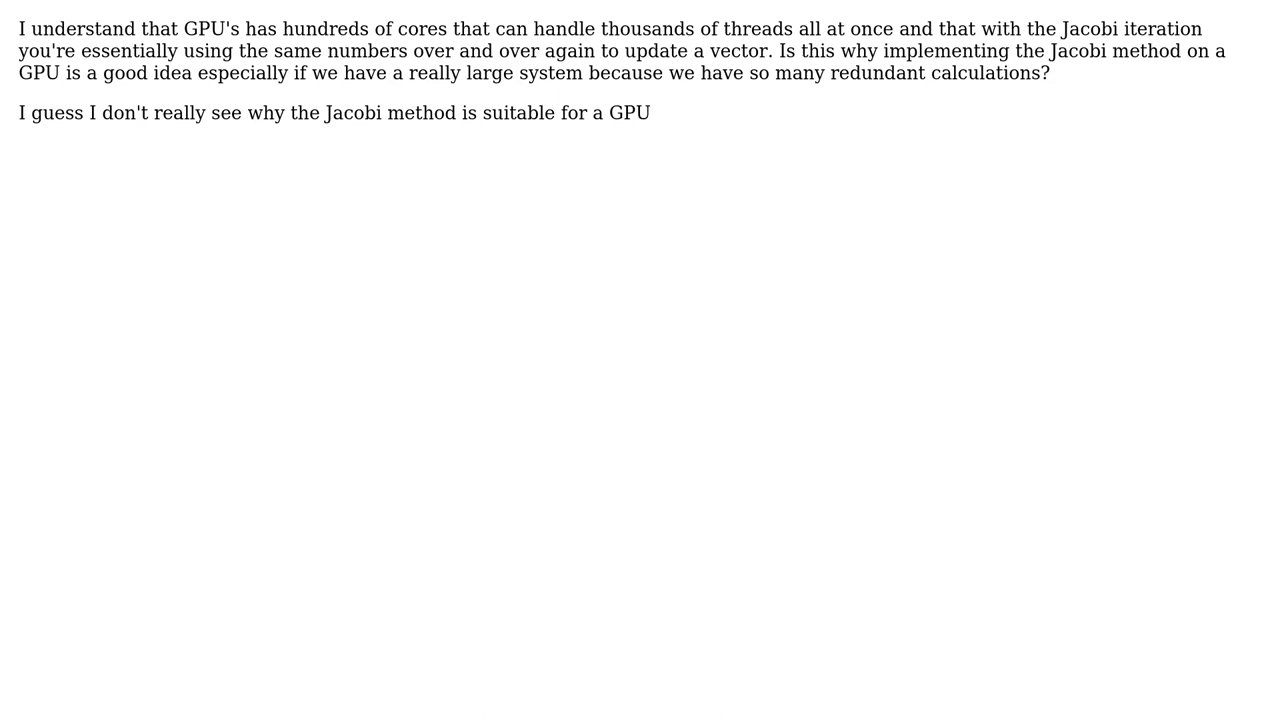 I understand that GPU's has hundreds of cores that can handle thousands of threads all at once and that with the Jacobi iteration
you're essentially using the same numbers over and over again to update a vector. Is this why implementing the Jacobi method on a
GPU is a good idea especially if we have a really large system because we have so many redundant calculations?
I guess I don't really see why the Jacobi method is suitable for a GPU